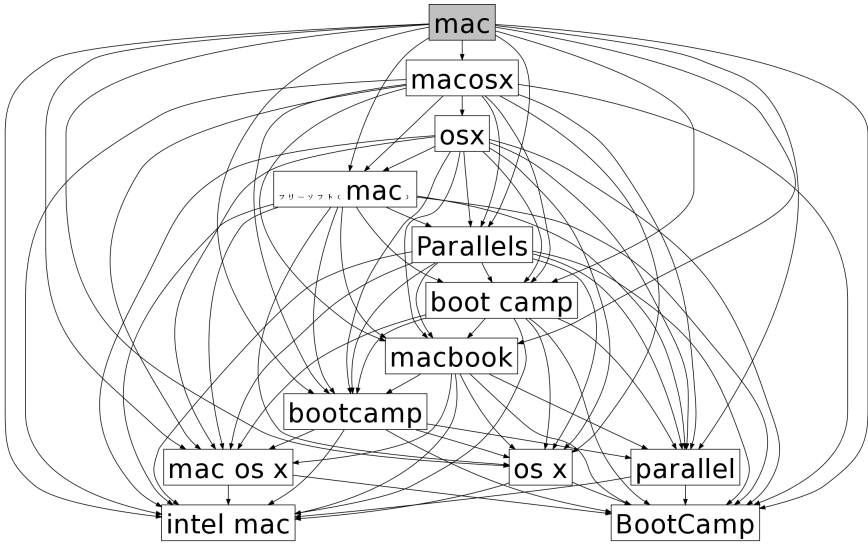 mac
macosx
osx
フリーソフト( mac )
Parallels
boot camp
macbook
bootcamp
mac os x
os x
parallel
intel mac
BootCamp